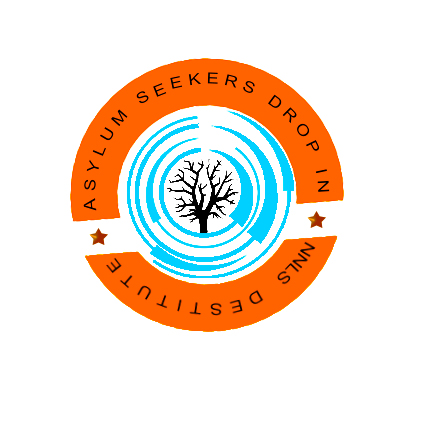 ASYLUM SEEKERS DROP IN
NNLS DESTITUTE